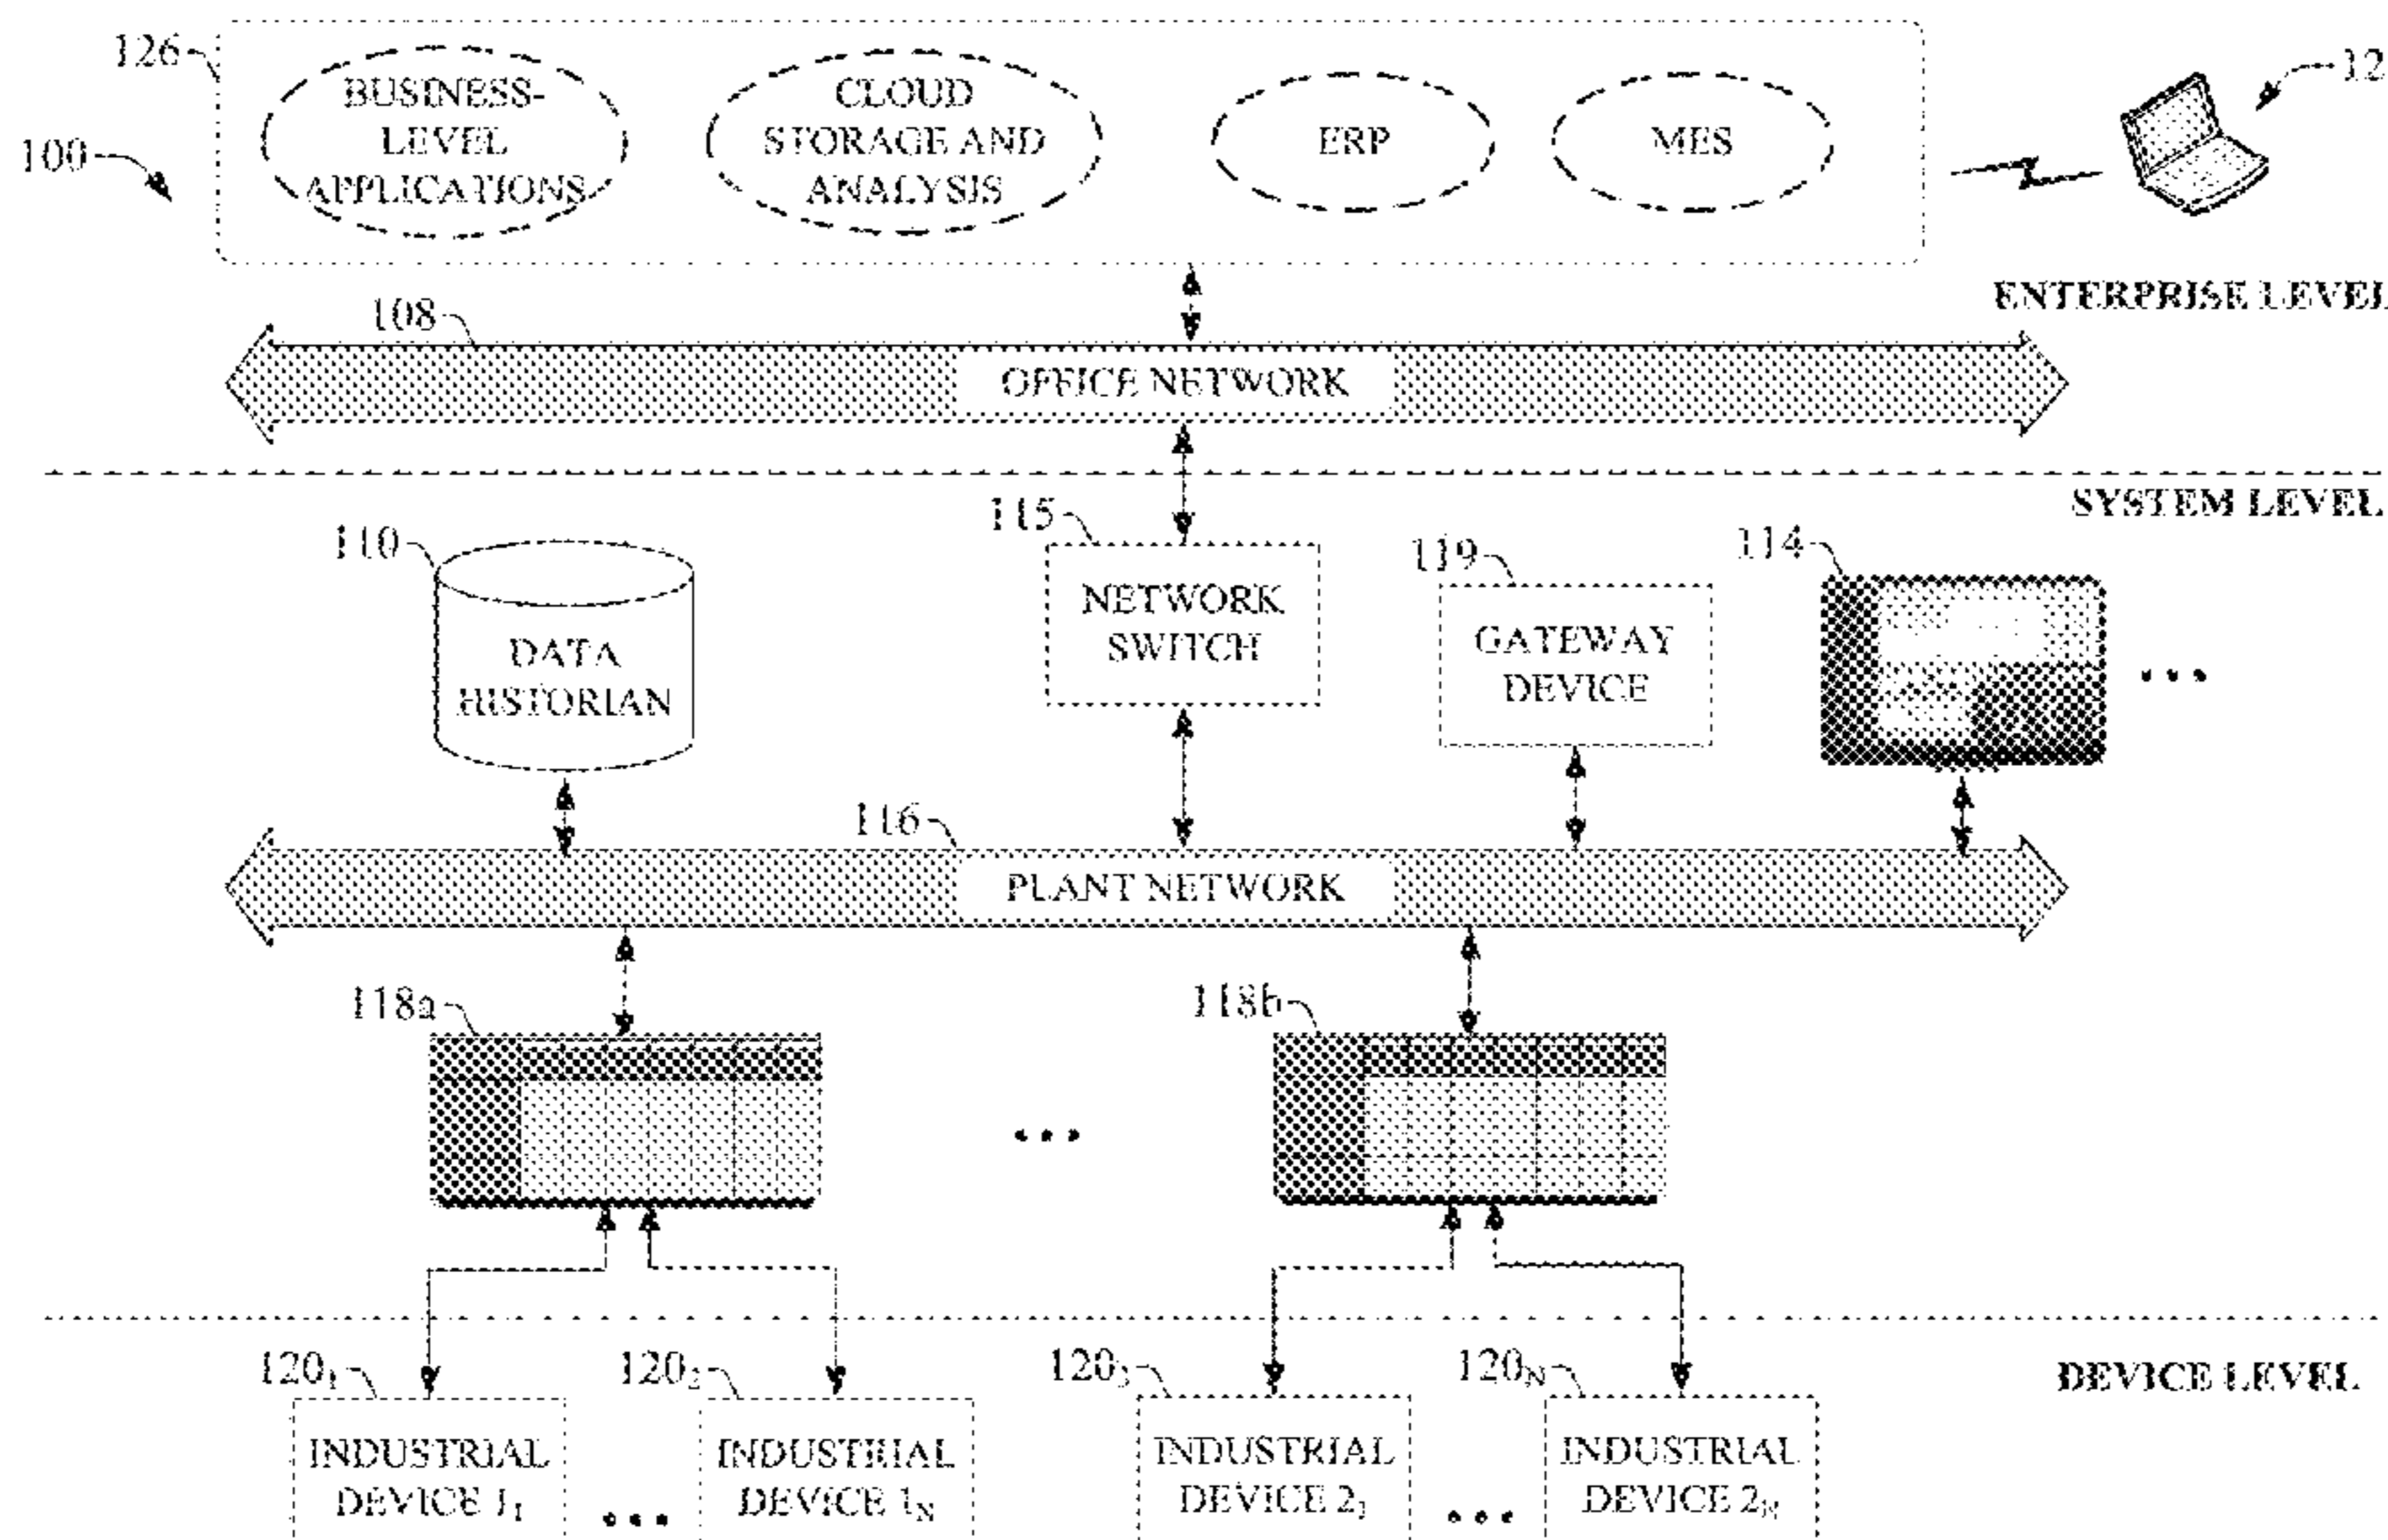 126
BUSINESS-
LEVEL
APPLICATIONS
CLOUD
STORAGE AND
ANALYSIS
ERP
MES
12
100
ENTERPRISE LEVEL
108
OFFICE NETWORK
SYSTEM LEVEL
110
DATA
HISTORIAN
115
NETWORK
SWITCH
119
GATEWAY
DEVICE
114
• • •
116
PLANT NETWORK
118a
118b
• • •
120₁
120₂
120₃
120N
DEVICE LEVEL
INDUSTRIAL
DEVICE 1₁
• • •
INDUSTRIAL
DEVICE 1N
INDUSTRIAL
DEVICE 2₁
• • •
INDUSTRIAL
DEVICE 2N